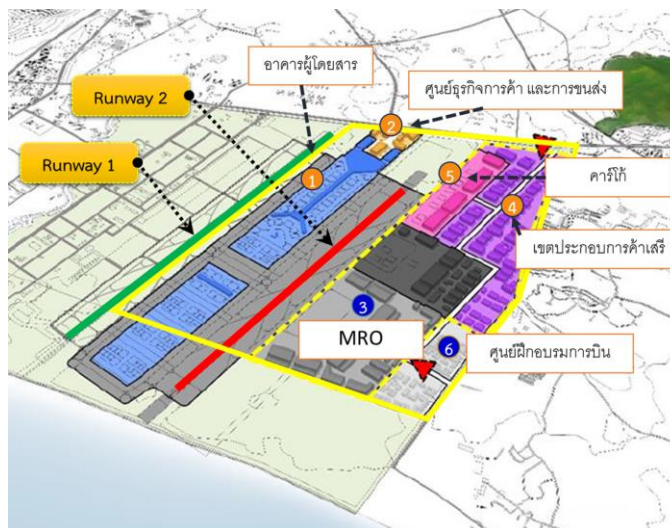 อาคารผู้โดยสาร
ศูนย์ธุรกิจการค้า และการขนส่ง
Runway 2
2
Runway 1
1
5
คาร์โก้
4
เขตประกอบการค้าเสรี
3
MRO
6
ศูนย์ฝึกอบรมการบิน